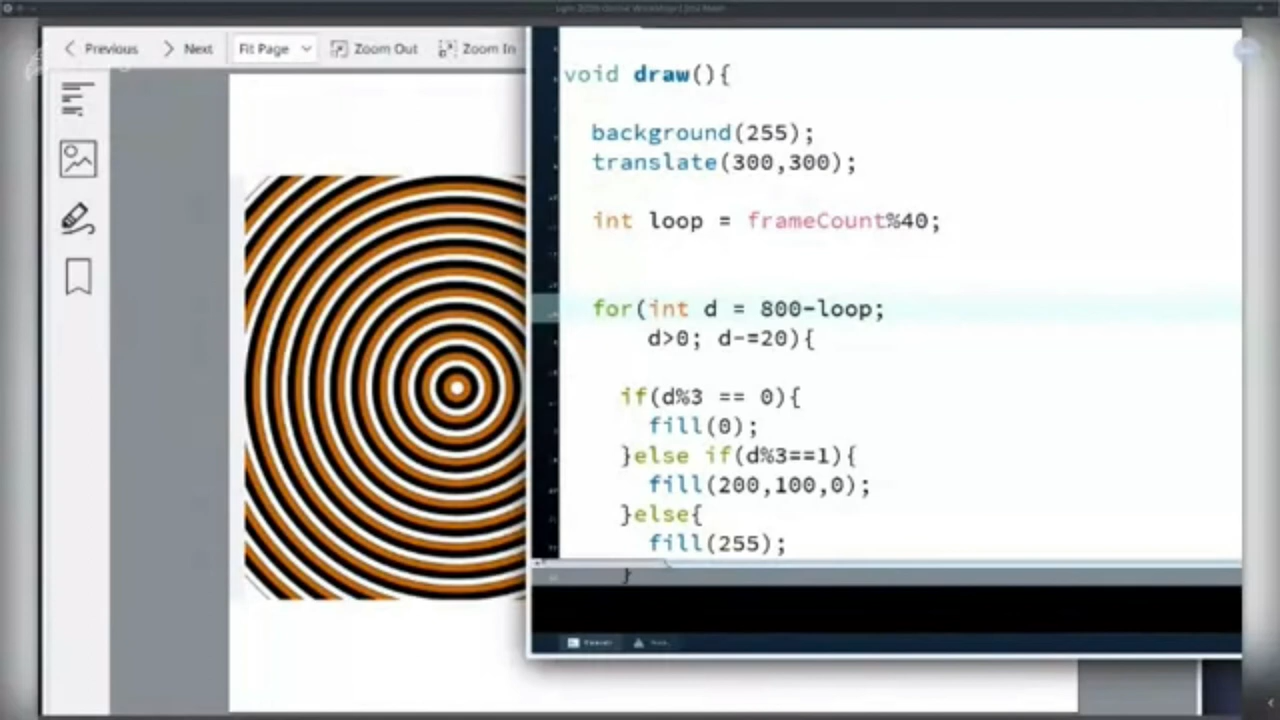 Previous
Next
Fit Page
Zoom Out
Zoom In
void draw(){
background(255);
translate(300,300);
int loop = frameCount%40;
for(int d = 800-loop;
d>0; d-=20){
if(d%3 == 0){
fill(0);
}else if(d%3==1){
fill(200,100,0);
}else{
fill(255);
}